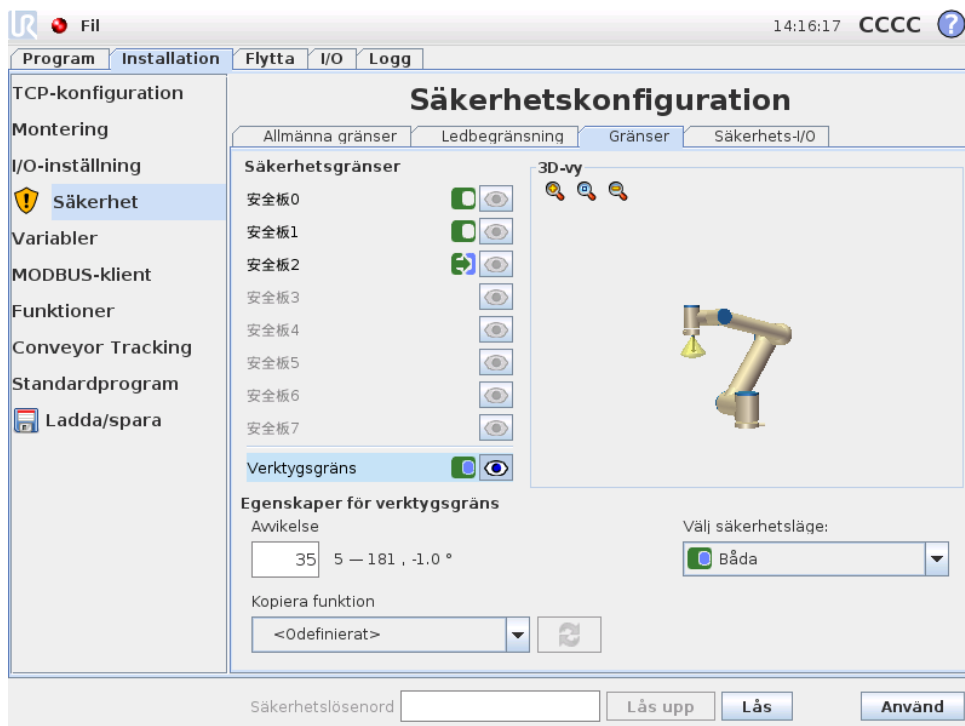 UR Fil 14:16:17 CCCC ?
Program Installation Flytta I/O Logg
TCP-konfiguration
Montering
I/O-inställning
Säkerhet
Variabler
MODBUS-klient
Funktioner
Conveyor Tracking
Standardprogram
Ladda/spara
Säkerhetskonfiguration
Allmänna gränser Ledbegränsning Gränser Säkerhets-I/O
Säkerhetsgränser
安全板0
安全板1
安全板2
安全板3
安全板4
安全板5
安全板6
安全板7
Verktygsgräns
3D-vy
Egenskaper för verktygsgräns
Avvikelse
35 5 — 181 , -1.0 °
Välj säkerhetsläge:
Båda
Kopiera funktion
<Odefinierat>
Säkerhetslösenord Lås upp Lås Använd